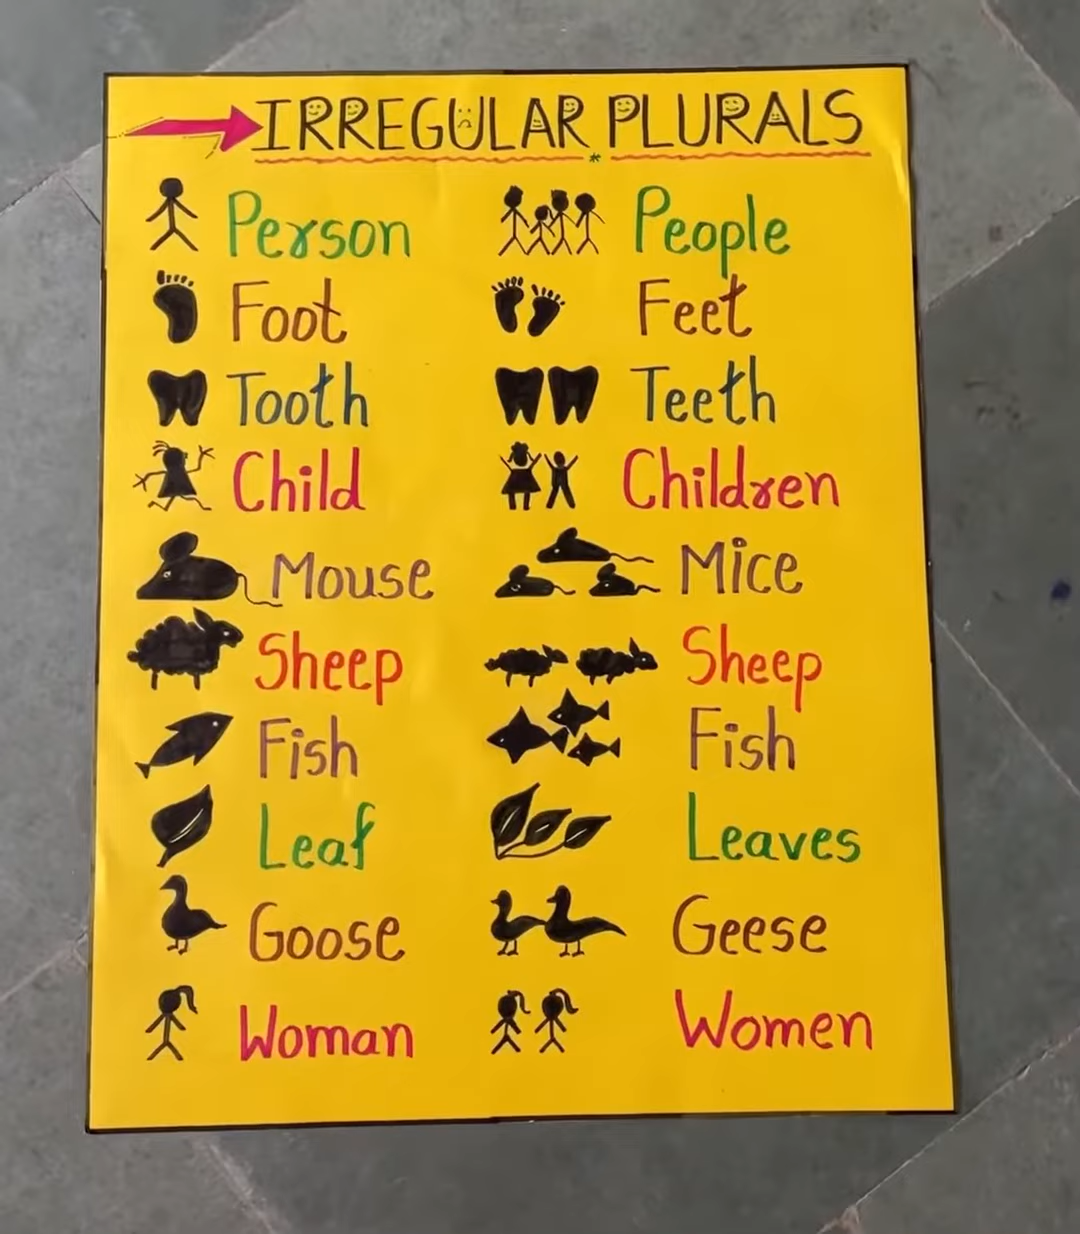 IRREGULAR PLURALS
Person People
Foot Feet
Tooth Teeth
Child Children
Mouse Mice
Sheep Sheep
Fish Fish
Leaf Leaves
Goose Geese
Woman Women